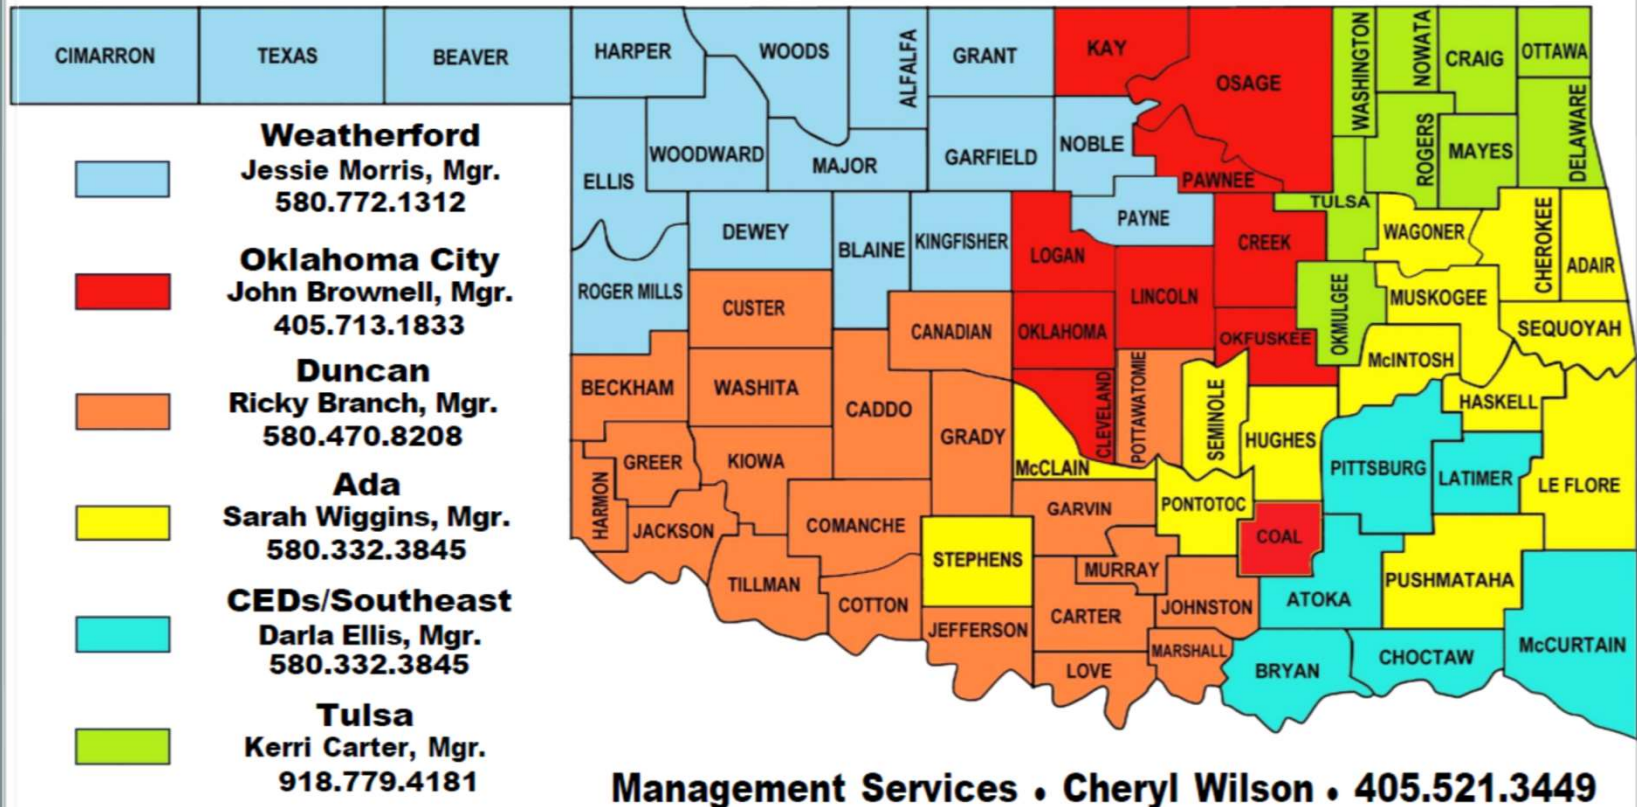 CIMARRON
TEXAS
BEAVER
HARPER
WOODS
ALFALFA
GRANT
KAY
OSAGE
WASHINGTON
NOWATA
CRAIG
OTTAWA
DELAWARE
ROGERS
MAYES
ELLIS
WOODWARD
MAJOR
GARFIELD
NOBLE
PAWNEE
TULSA
WAGONER
CHEROKEE
ADAIR
DEWEY
BLAINE
KINGFISHER
LOGAN
PAYNE
CREEK
ROGER MILLS
CUSTER
CANADIAN
OKLAHOMA
LINCOLN
OKFUSKEE
OKMULGEE
MUSKOGEE
SEQUOYAH
McINTOSH
HASKELL
BECKHAM
WASHITA
CADDO
GRADY
CLEVELAND
POTTAWATOMIE
SEMINOLE
HUGHES
PITTSBURG
LATIMER
LE FLORE
McCLAIN
HARMON
GREER
KIOWA
JACKSON
COMANCHE
GARVIN
PONTOTOC
COAL
STEPHENS
MURRAY
TILLMAN
COTTON
JEFFERSON
CARTER
JOHNSTON
ATOKA
PUSHMATAHA
LOVE
MARSHALL
BRYAN
CHOCTAW
McCURTAIN
Weatherford
Jessie Morris, Mgr.
580.772.1312
Oklahoma City
John Brownell, Mgr.
405.713.1833
Duncan
Ricky Branch, Mgr.
580.470.8208
Ada
Sarah Wiggins, Mgr.
580.332.3845
CEDs/Southeast
Darla Ellis, Mgr.
580.332.3845
Tulsa
Kerri Carter, Mgr.
918.779.4181
Management Services • Cheryl Wilson • 405.521.3449